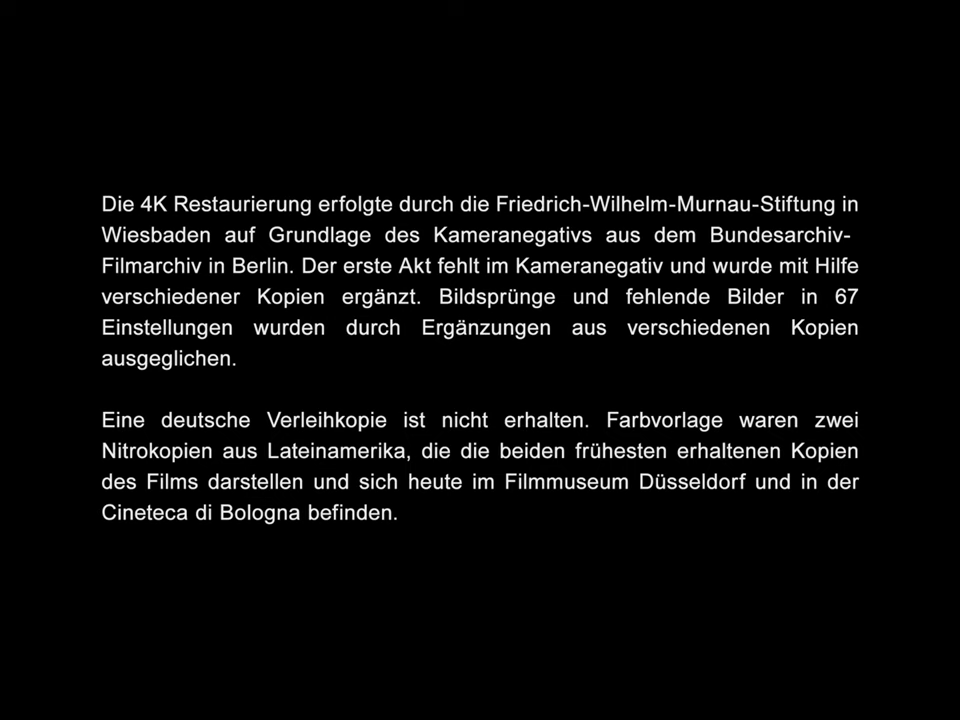 Die 4K Restaurierung erfolgte durch die Friedrich-Wilhelm-Murnau-Stiftung in
Wiesbaden auf Grundlage des Kameranegativs aus dem Bundesarchiv-
Filmarchiv in Berlin. Der erste Akt fehlt im Kameranegativ und wurde mit Hilfe
verschiedener Kopien ergänzt. Bildsprünge und fehlende Bilder in 67
Einstellungen wurden durch Ergänzungen aus verschiedenen Kopien
ausgeglichen.
Eine deutsche Verleihkopie ist nicht erhalten. Farbvorlage waren zwei
Nitrokopien aus Lateinamerika, die die beiden frühesten erhaltenen Kopien
des Films darstellen und sich heute im Filmmuseum Düsseldorf und in der
Cineteca di Bologna befinden.